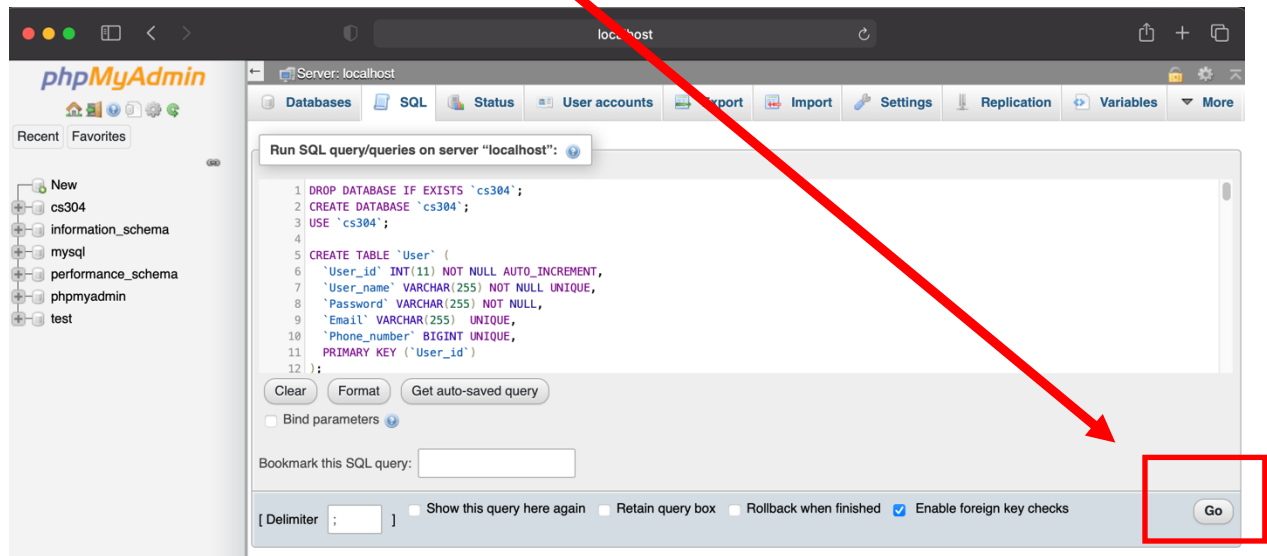 localhost
phpMyAdmin
Server: localhost
Databases SQL Status User accounts Export Import Settings Replication Variables More
Recent Favorites
Run SQL query/queries on server “localhost”:
New
cs304
information_schema
mysql
performance_schema
phpmyadmin
test
1 DROP DATABASE IF EXISTS `cs304`;
2 CREATE DATABASE `cs304`;
3 USE `cs304`;
4
5 CREATE TABLE `User` (
6 `User_id` INT(11) NOT NULL AUTO_INCREMENT,
7 `User_name` VARCHAR(255) NOT NULL UNIQUE,
8 `Password` VARCHAR(255) NOT NULL,
9 `Email` VARCHAR(255)  UNIQUE,
10 `Phone_number` BIGINT UNIQUE,
11 PRIMARY KEY (`User_id`)
12 );
Clear Format Get auto-saved query
Bind parameters
Bookmark this SQL query:
[ Delimiter ; ] Show this query here again Retain query box Rollback when finished Enable foreign key checks Go